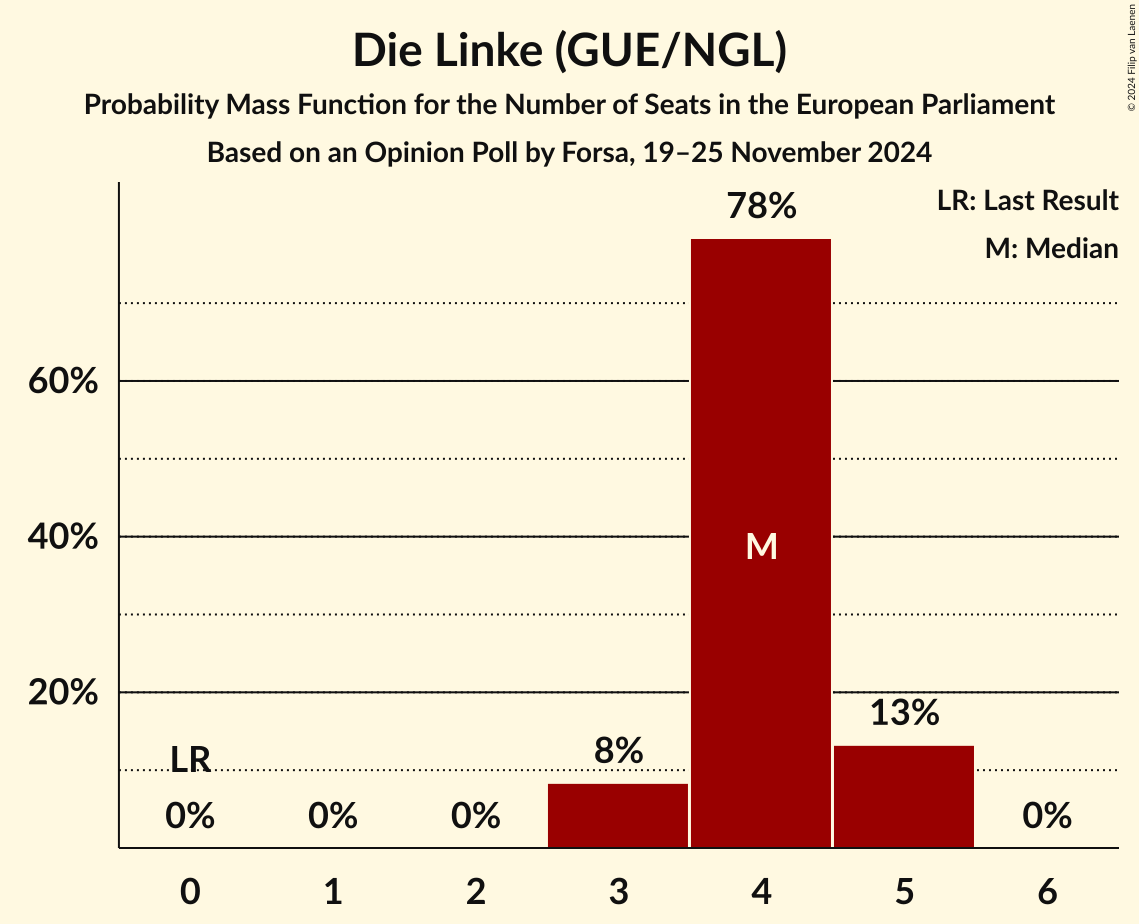 Die Linke (GUE/NGL)
Probability Mass Function for the Number of Seats in the European Parliament
Based on an Opinion Poll by Forsa, 19–25 November 2024
© 2024 Filip van Laenen
LR: Last Result
M: Median
78%
60%
40%
M
20%
13%
8%
LR
0%
0%
0%
0%
0
1
2
3
4
5
6